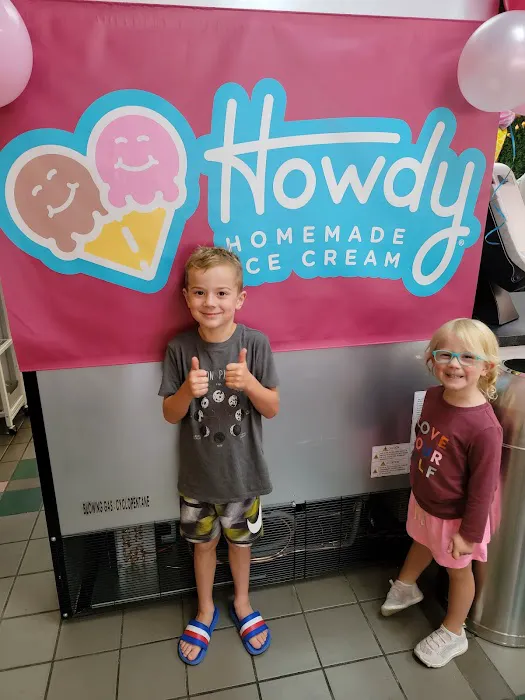 Howdy
HOMEMADE
ICE CREAM
LOVE
YOUR
SELF
BLOWING GAS: CYCLOPENTANE